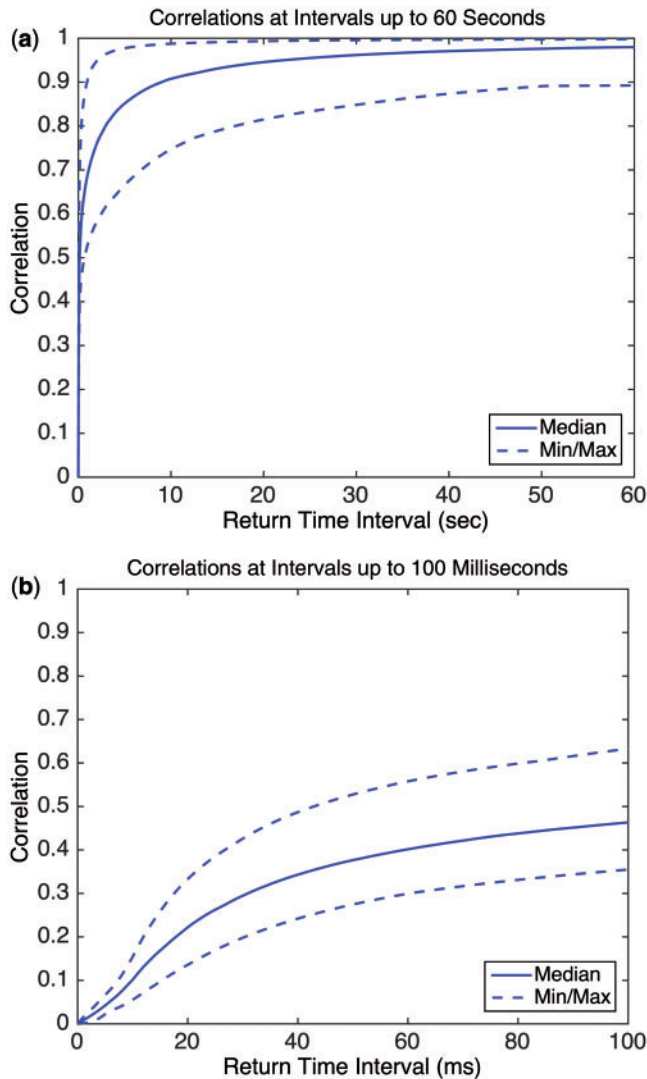 (a)
Correlations at Intervals up to 60 Seconds
1
0.9
0.8
0.7
0.6
0.5
0.4
0.3
0.2
0.1
0
Correlation
Median
Min/Max
0 10 20 30 40 50 60
Return Time Interval (sec)
(b)
Correlations at Intervals up to 100 Milliseconds
1
0.9
0.8
0.7
0.6
0.5
0.4
0.3
0.2
0.1
0
Correlation
Median
Min/Max
0 20 40 60 80 100
Return Time Interval (ms)